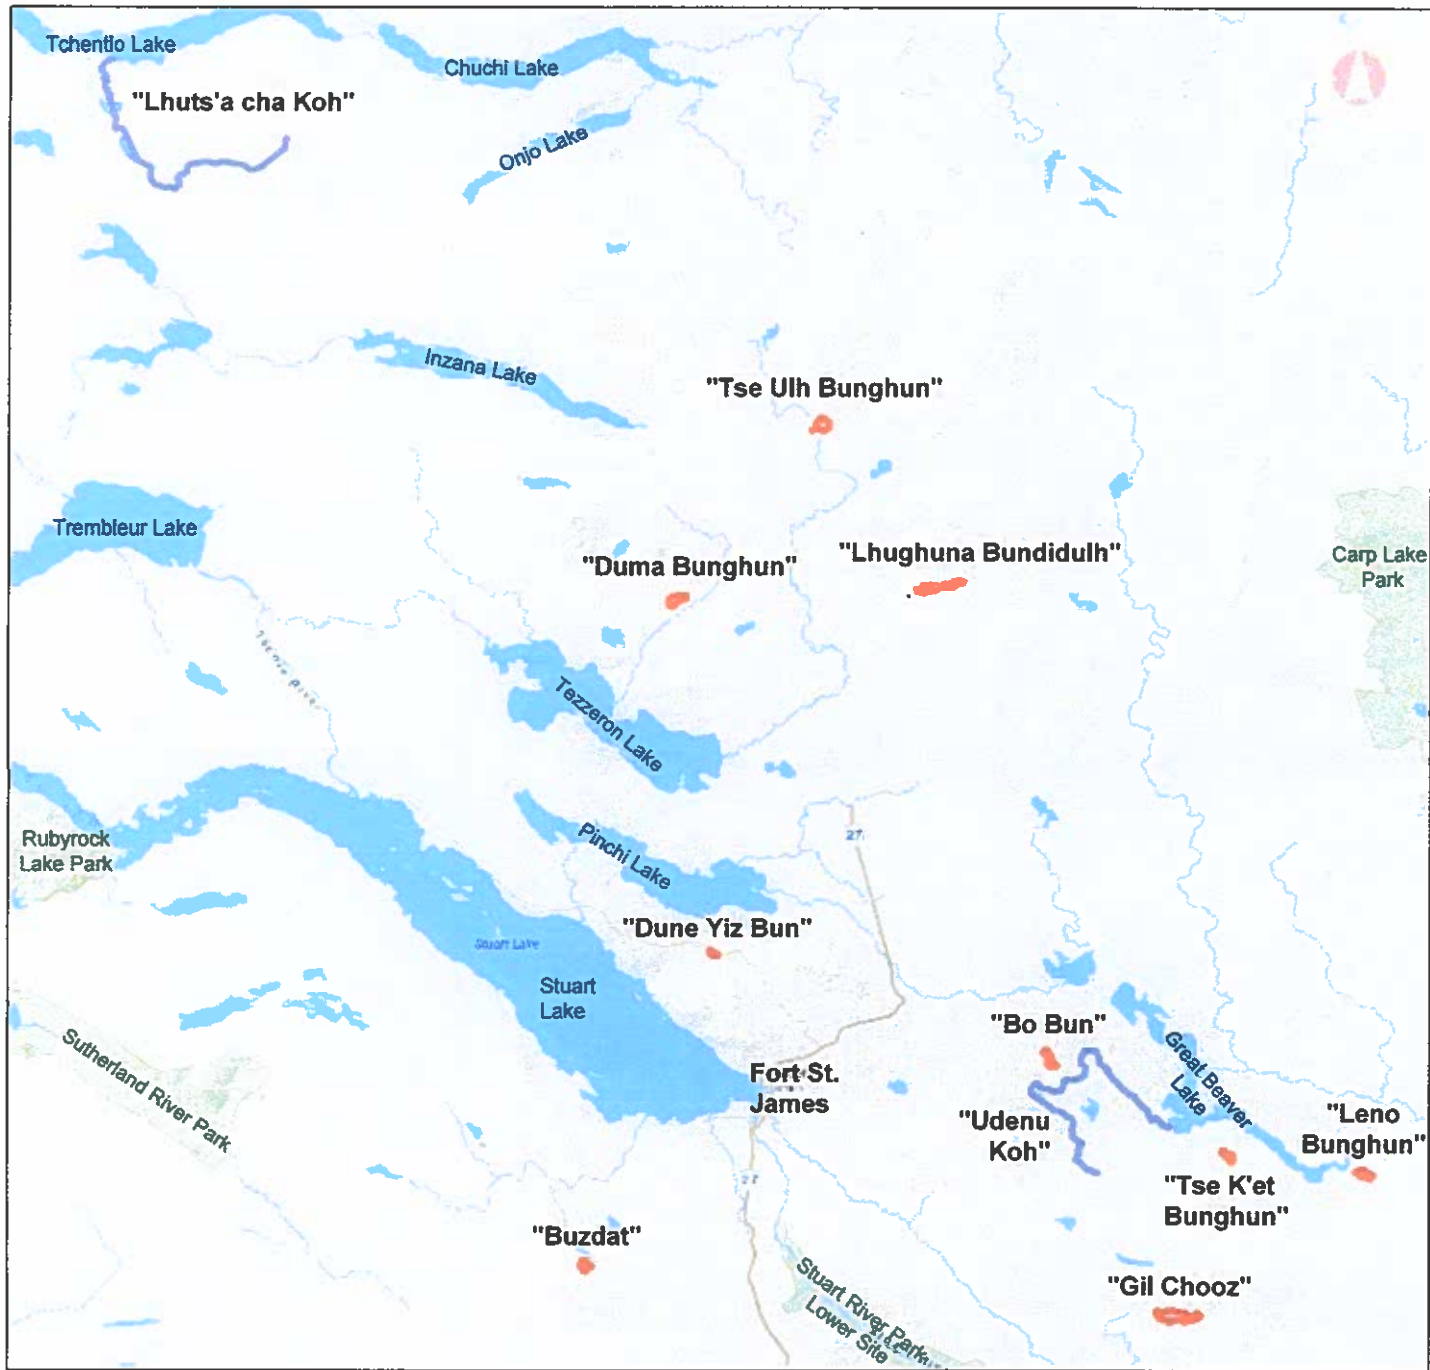 Tchentlo Lake
Chuchi Lake
"Lhuts'a cha Koh"
Onjo Lake
Inzana Lake
"Tse Ulh Bunghun"
Trembleur Lake
"Duma Bunghun"
"Lhughuna Bundidulh"
Carp Lake
Park
Tachie River
Tezzeron Lake
Rubyrock
Lake Park
Pinchi Lake
27
"Dune Yiz Bun"
Stuart Lake
Stuart
Lake
Sutherland River Park
"Bo Bun"
Great Beaver
Lake
Fort St.
James
"Udenu
Koh"
"Leno
Bunghun"
"Tse K'et
Bunghun"
27
"Buzdat"
"Gil Chooz"
Stuart River Park
Lower Site